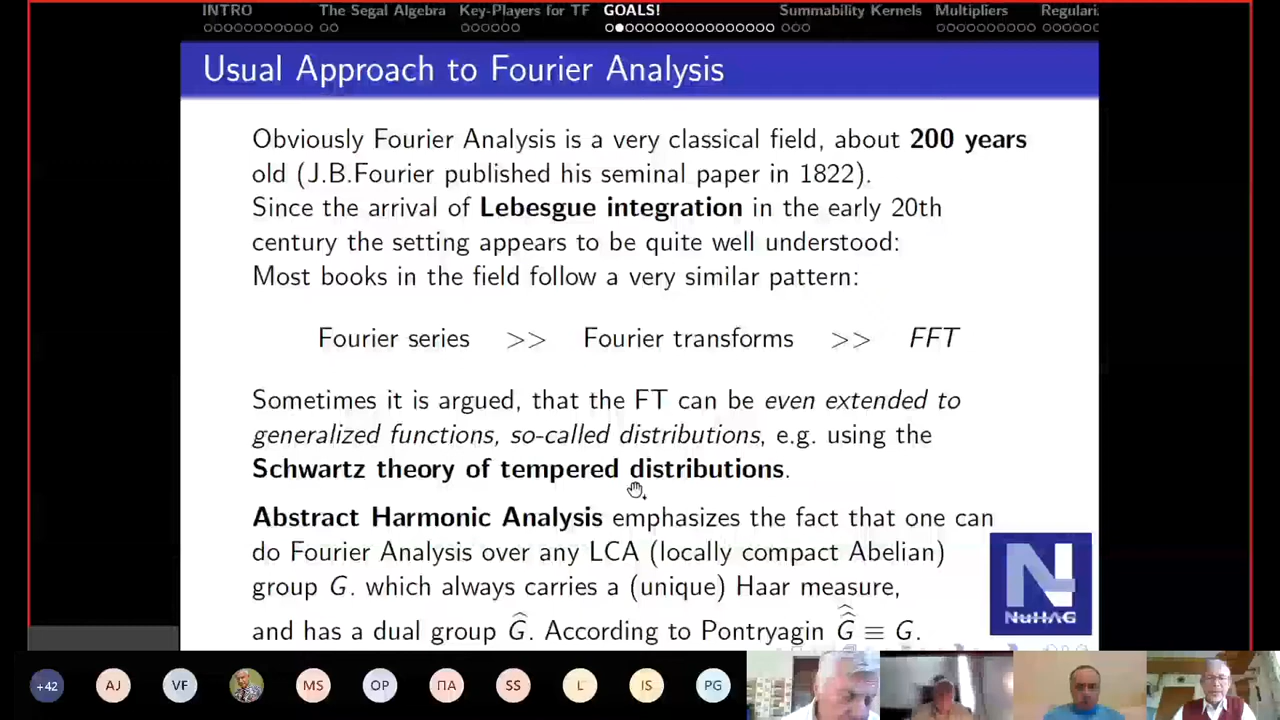 INTRO The Segal Algebra Key-Players for TF GOALS! Summability Kernels Multipliers Regulari
Usual Approach to Fourier Analysis
Obviously Fourier Analysis is a very classical field, about 200 years
old (J.B.Fourier published his seminal paper in 1822).
Since the arrival of Lebesgue integration in the early 20th
century the setting appears to be quite well understood:
Most books in the field follow a very similar pattern:
Fourier series >> Fourier transforms >> FFT
Sometimes it is argued, that the FT can be even extended to
generalized functions, so-called distributions, e.g. using the
Schwartz theory of tempered distributions.
Abstract Harmonic Analysis emphasizes the fact that one can
do Fourier Analysis over any LCA (locally compact Abelian)
group G. which always carries a (unique) Haar measure,
and has a dual group Ĝ. According to Pontryagin Ĝ̂ ≡ G.
N
NuHAG
+42 AJ VF MS OP ПА SS L IS PG